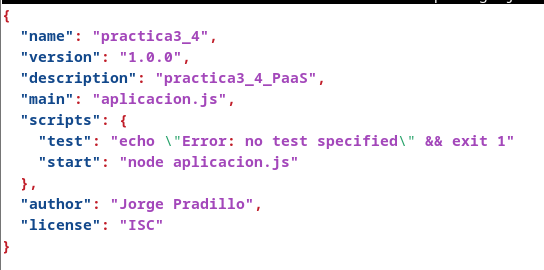 {
  "name": "practica3_4",
  "version": "1.0.0",
  "description": "practica3_4_PaaS",
  "main": "aplicacion.js",
  "scripts": {
    "test": "echo \"Error: no test specified\" && exit 1"
    "start": "node aplicacion.js"
  },
  "author": "Jorge Pradillo",
  "license": "ISC"
}